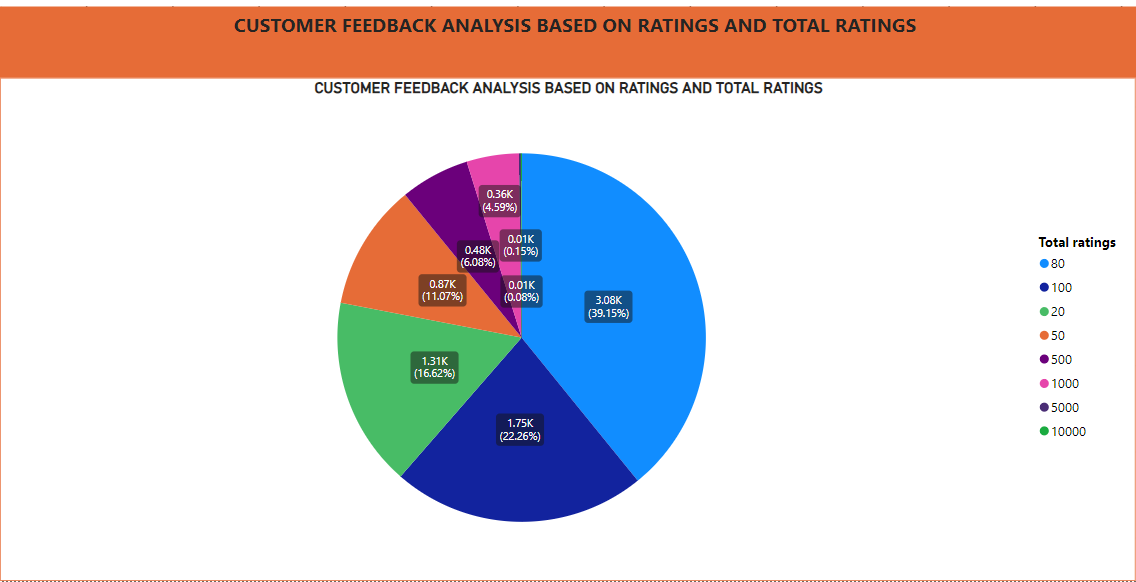 CUSTOMER FEEDBACK ANALYSIS BASED ON RATINGS AND TOTAL RATINGS
CUSTOMER FEEDBACK ANALYSIS BASED ON RATINGS AND TOTAL RATINGS
0.36K
(4.59%)
0.01K
(0.15%)
0.48K
(6.08%)
0.01K
(0.08%)
0.87K
(11.07%)
3.08K
(39.15%)
1.31K
(16.62%)
1.75K
(22.26%)
Total ratings
80
100
20
50
500
1000
5000
10000